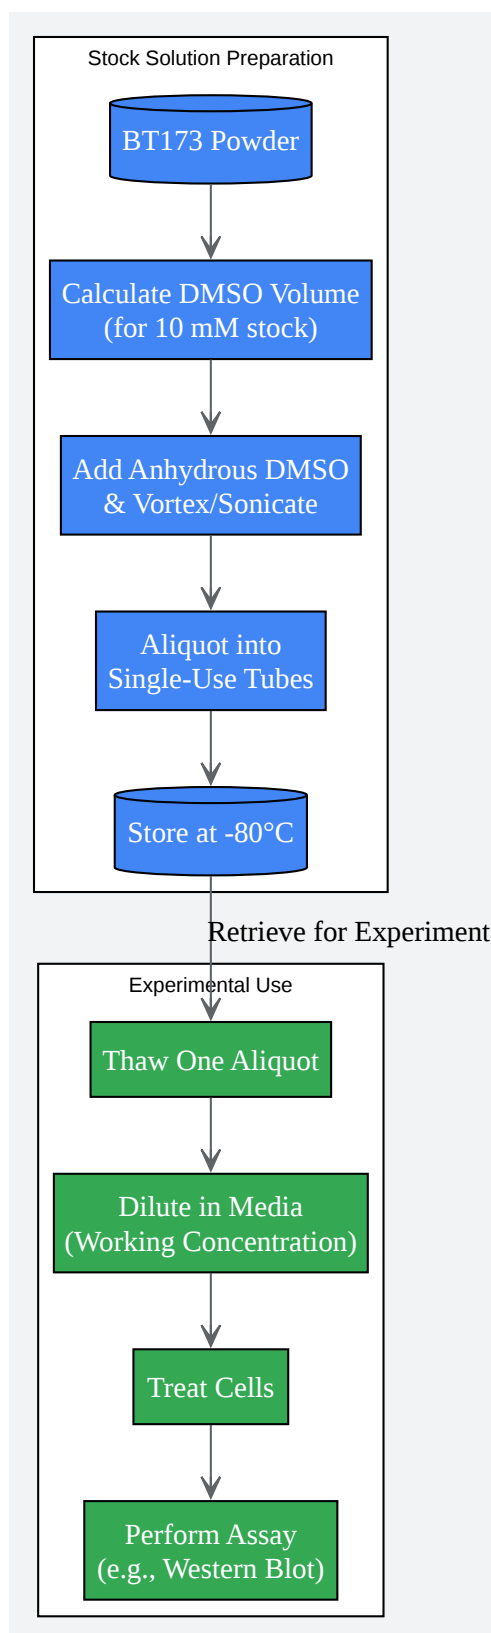 Stock Solution Preparation
BT173 Powder
Calculate DMSO Volume
(for 10 mM stock)
Add Anhydrous DMSO
& Vortex/Sonicate
Aliquot into
Single-Use Tubes
Store at -80°C
Retrieve for Experiment
Experimental Use
Thaw One Aliquot
Dilute in Media
(Working Concentration)
Treat Cells
Perform Assay
(e.g., Western Blot)